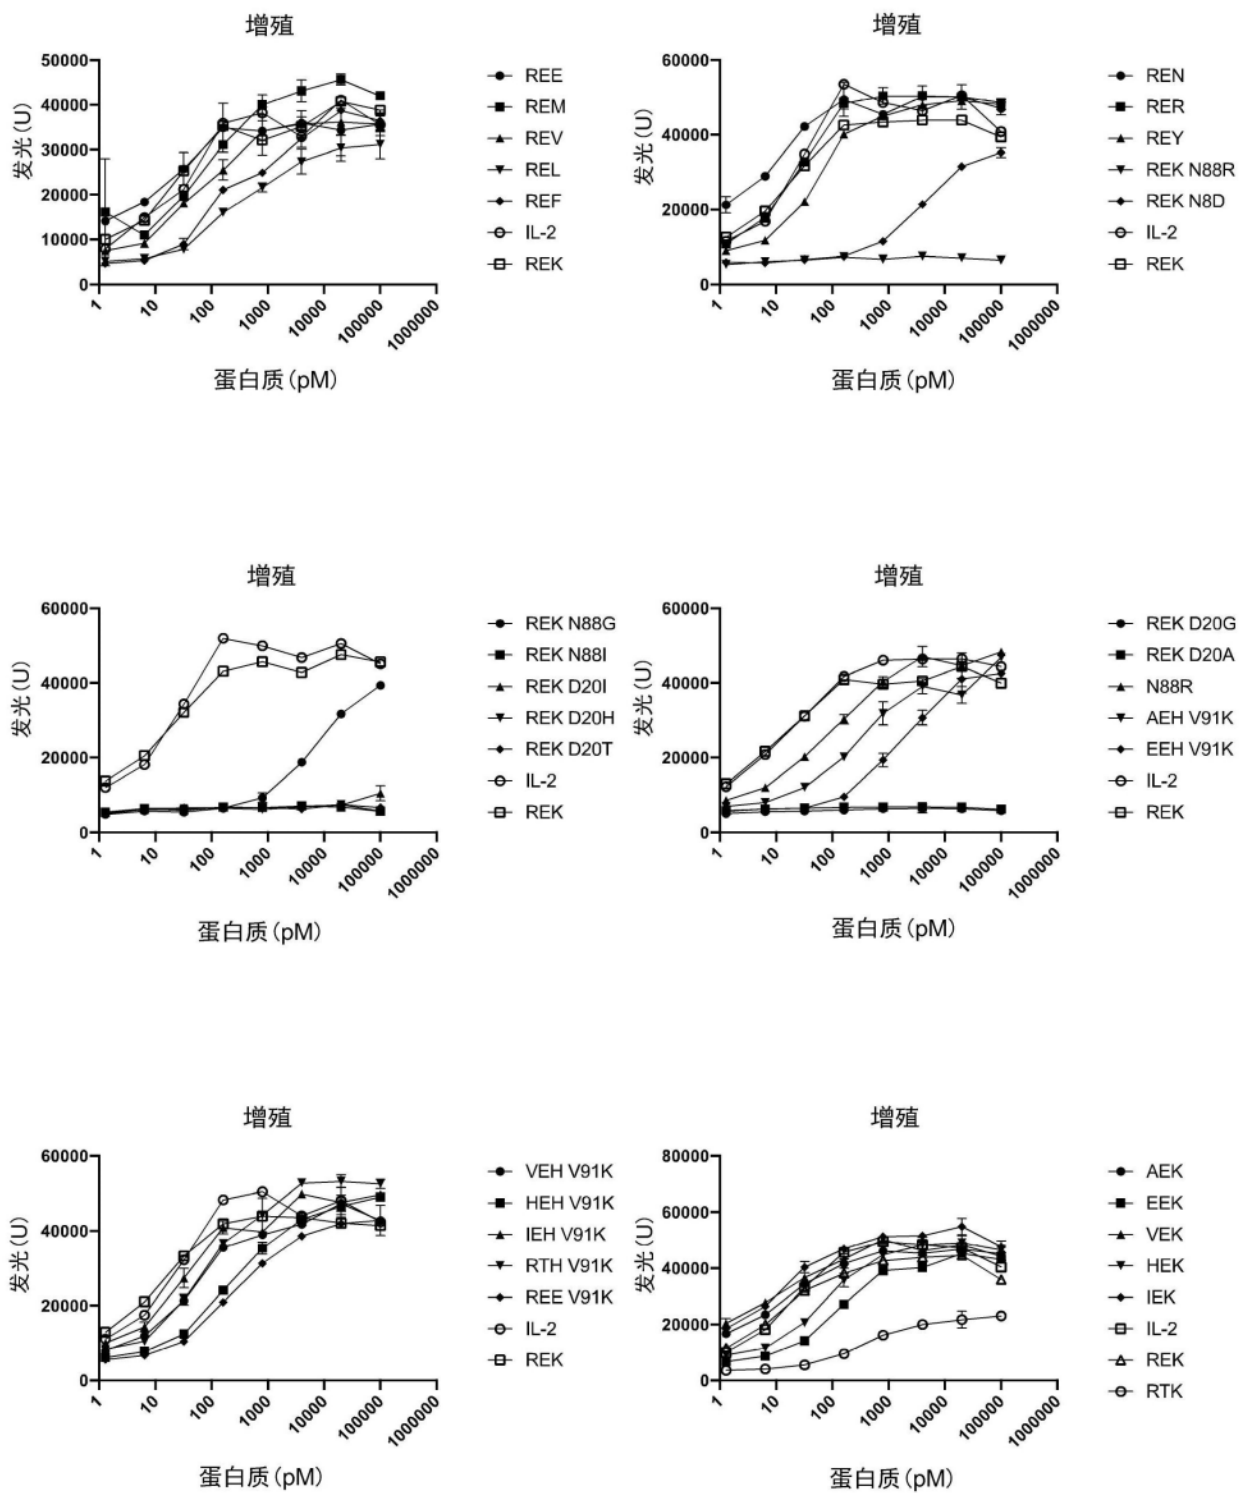 增殖
50000
40000
30000
20000
10000
0
发光(U)
1
10
100
1000
10000
100000
1000000
蛋白质(pM)
REE
REM
REV
REL
REF
IL-2
REK
增殖
60000
40000
20000
0
发光(U)
1
10
100
1000
10000
100000
1000000
蛋白质(pM)
REN
RER
REY
REK N88R
REK N8D
IL-2
REK
增殖
60000
40000
20000
0
发光(U)
1
10
100
1000
10000
100000
1000000
蛋白质(pM)
REK N88G
REK N88I
REK D20I
REK D20H
REK D20T
IL-2
REK
增殖
60000
40000
20000
0
发光(U)
1
10
100
1000
10000
100000
1000000
蛋白质(pM)
REK D20G
REK D20A
N88R
AEH V91K
EEH V91K
IL-2
REK
增殖
60000
40000
20000
0
发光(U)
1
10
100
1000
10000
100000
1000000
蛋白质(pM)
VEH V91K
HEH V91K
IEH V91K
RTH V91K
REE V91K
IL-2
REK
增殖
80000
60000
40000
20000
0
发光(U)
1
10
100
1000
10000
100000
1000000
蛋白质(pM)
AEK
EEK
VEK
HEK
IEK
IL-2
REK
RTK